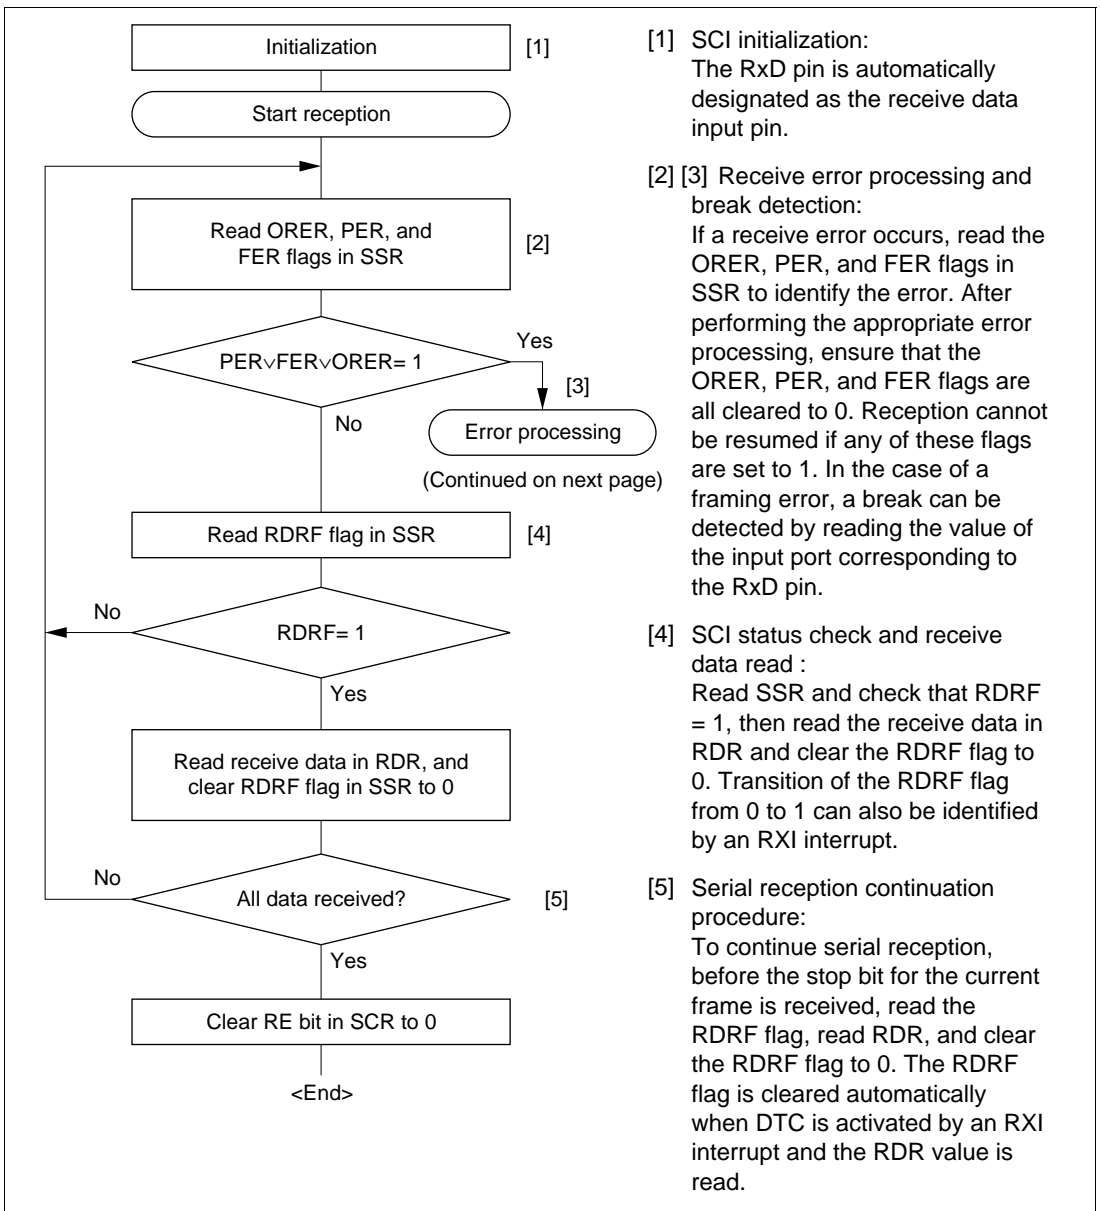 Initialization
[1]
Start reception
Read ORER, PER, and
FER flags in SSR
[2]
PER∨FER∨ORER= 1
Yes
[3]
Error processing
(Continued on next page)
No
Read RDRF flag in SSR
[4]
No
RDRF= 1
Yes
Read receive data in RDR, and
clear RDRF flag in SSR to 0
No
All data received?
[5]
Yes
Clear RE bit in SCR to 0
<End>
[1] SCI initialization:
The RxD pin is automatically
designated as the receive data
input pin.
[2] [3] Receive error processing and
break detection:
If a receive error occurs, read the
ORER, PER, and FER flags in
SSR to identify the error. After
performing the appropriate error
processing, ensure that the
ORER, PER, and FER flags are
all cleared to 0. Reception cannot
be resumed if any of these flags
are set to 1. In the case of a
framing error, a break can be
detected by reading the value of
the input port corresponding to
the RxD pin.
[4] SCI status check and receive
data read :
Read SSR and check that RDRF
= 1, then read the receive data in
RDR and clear the RDRF flag to
0. Transition of the RDRF flag
from 0 to 1 can also be identified
by an RXI interrupt.
[5] Serial reception continuation
procedure:
To continue serial reception,
before the stop bit for the current
frame is received, read the
RDRF flag, read RDR, and clear
the RDRF flag to 0. The RDRF
flag is cleared automatically
when DTC is activated by an RXI
interrupt and the RDR value is
read.